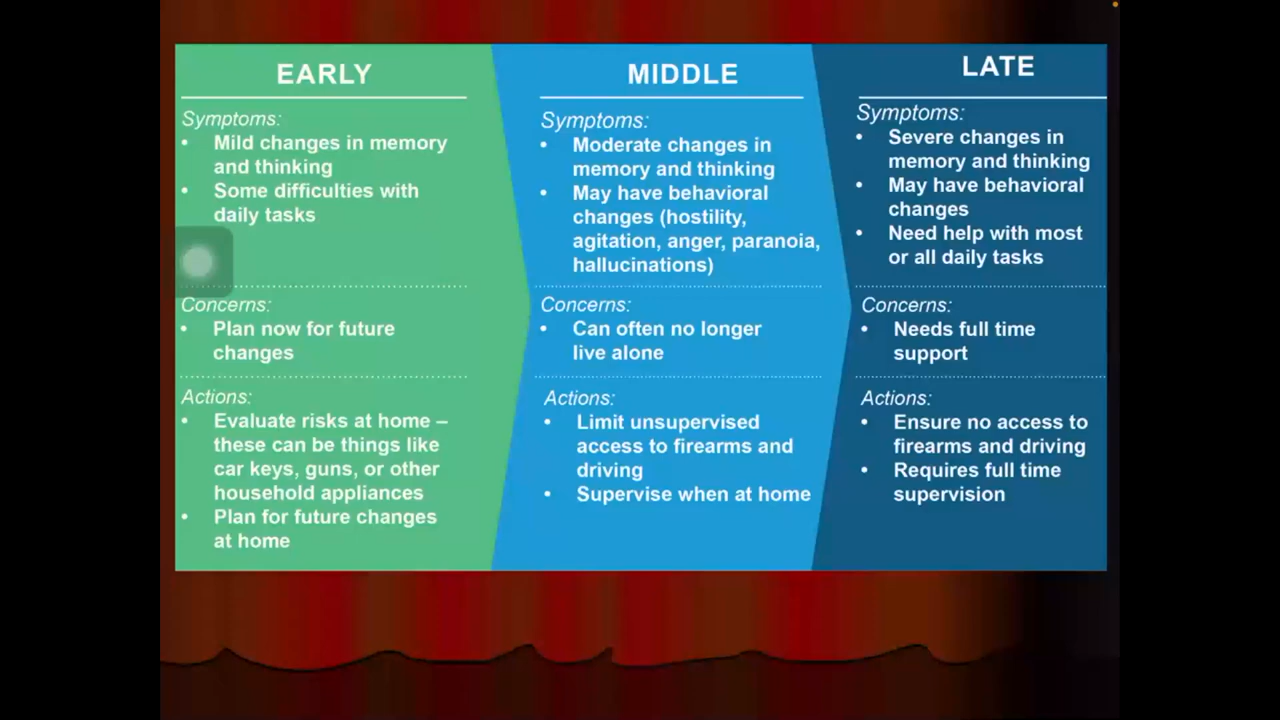 EARLY
Symptoms:
• Mild changes in memory
and thinking
• Some difficulties with
daily tasks
Concerns:
• Plan now for future
changes
Actions:
• Evaluate risks at home –
these can be things like
car keys, guns, or other
household appliances
• Plan for future changes
at home
MIDDLE
Symptoms:
• Moderate changes in
memory and thinking
• May have behavioral
changes (hostility,
agitation, anger, paranoia,
hallucinations)
Concerns:
• Can often no longer
live alone
Actions:
• Limit unsupervised
access to firearms and
driving
• Supervise when at home
LATE
Symptoms:
• Severe changes in
memory and thinking
• May have behavioral
changes
• Need help with most
or all daily tasks
Concerns:
• Needs full time
support
Actions:
• Ensure no access to
firearms and driving
• Requires full time
supervision